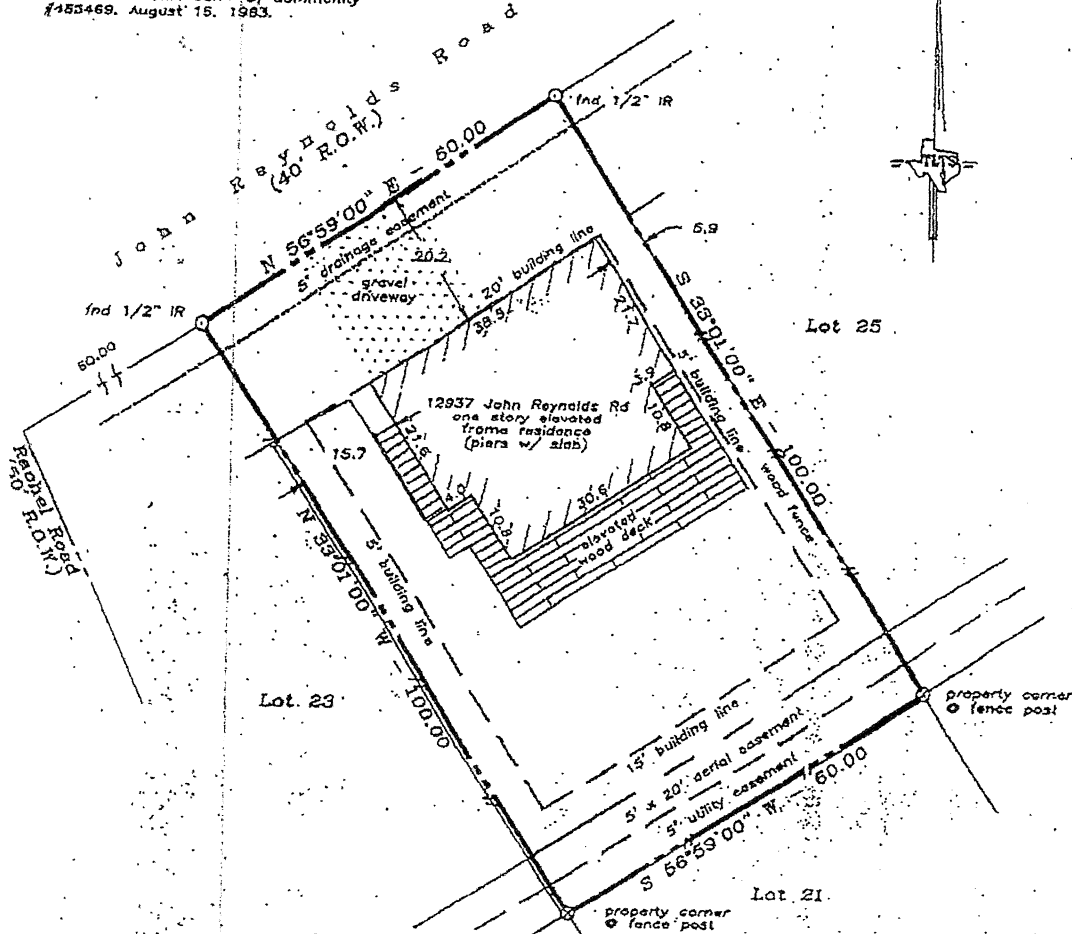 #453469. August 15. 1983.
John Reynolds Road
(40' R.O.W.)
N 56°59'00" E - 60.00
fnd 1/2" IR
fnd 1/2" IR
5' drainage easement
20.2
gravel
driveway
20' building line
38.5
6.9
S 33°01'00" E - 100.00
Lot 25
TLTS
60.00
Rachel Road
(50' R.O.W.)
15.7
21.7
21.6
12937 John Reynolds Rd
one story elevated
frame residence
(piers w/ slab)
10.8
4.0
10.8
30.6
elevated
wood deck
5' building line
wood fence
5' building line
N 33°01'00" W - 100.00
Lot 23
15' building line
5' x 20' aerial easement
5' utility easement
S 56°59'00" W - 60.00
property corner
@ fence post
property corner
@ fence post
Lot 21